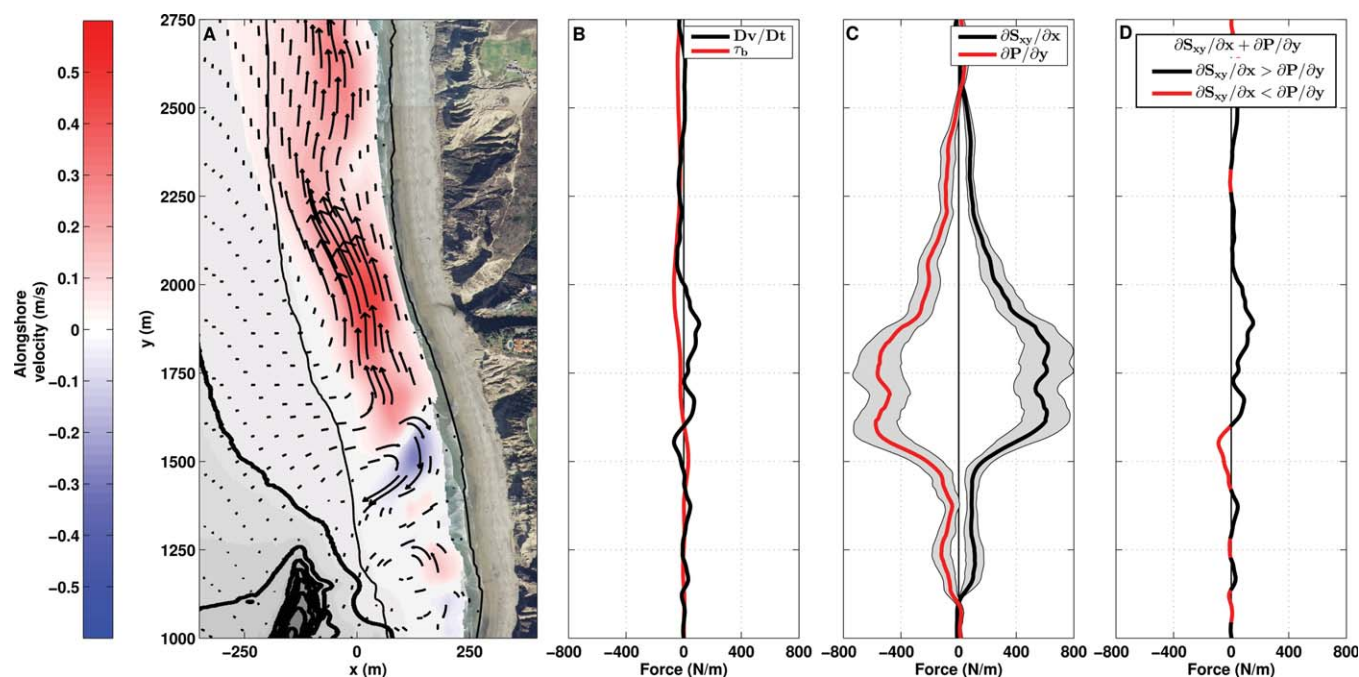 0.5
0.4
0.3
0.2
0.1
0
-0.1
-0.2
-0.3
-0.4
-0.5
Alongshore
velocity (m/s)
A
2750
2500
2250
2000
1750
1500
1250
1000
y (m)
-250
0
250
x (m)
B
Dv/Dt
τb
-800
-400
0
400
Force (N/m)
C
∂Sxy/∂x
∂P/∂y
-800
-400
0
400
800
Force (N/m)
D
∂Sxy/∂x + ∂P/∂y
∂Sxy/∂x > ∂P/∂y
∂Sxy/∂x < ∂P/∂y
-800
-400
0
400
800
Force (N/m)